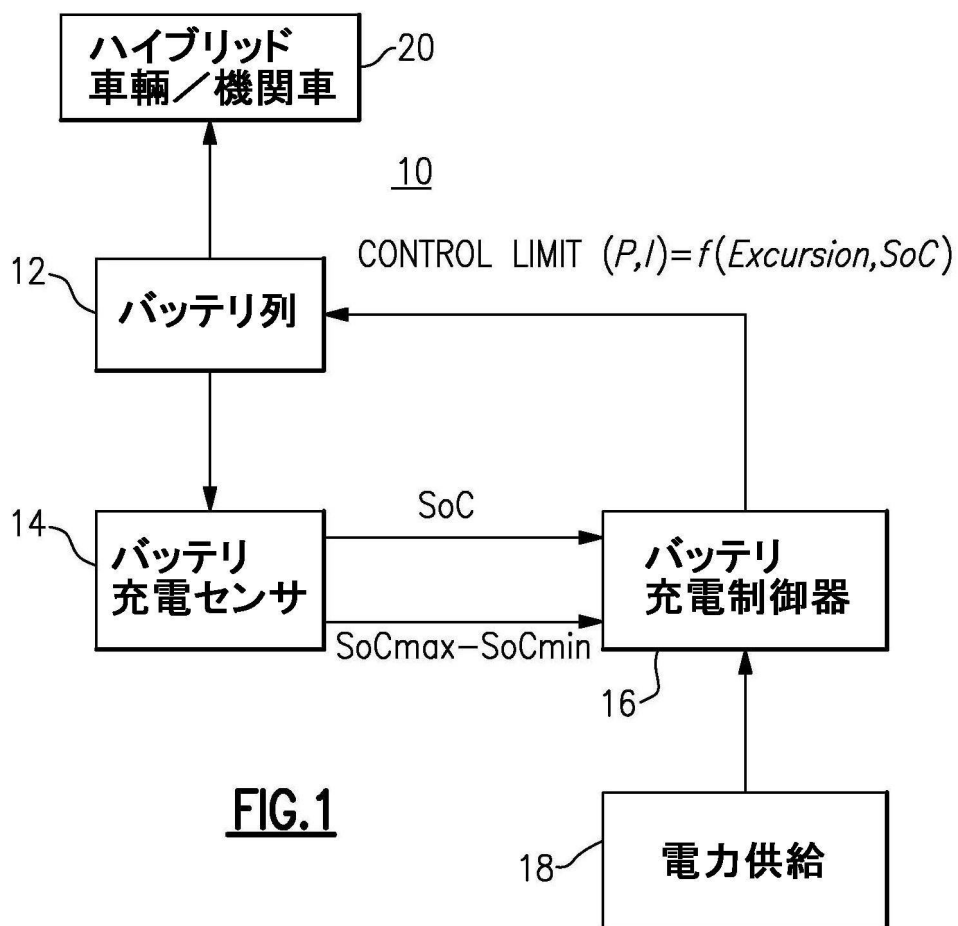 ハイブリッド
車輌／機関車
20
10
CONTROL LIMIT (P,I)=f(Excursion,SoC)
12
バッテリ列
14
バッテリ
充電センサ
SoC
SoCmax-SoCmin
バッテリ
充電制御器
16
FIG.1
18
電力供給